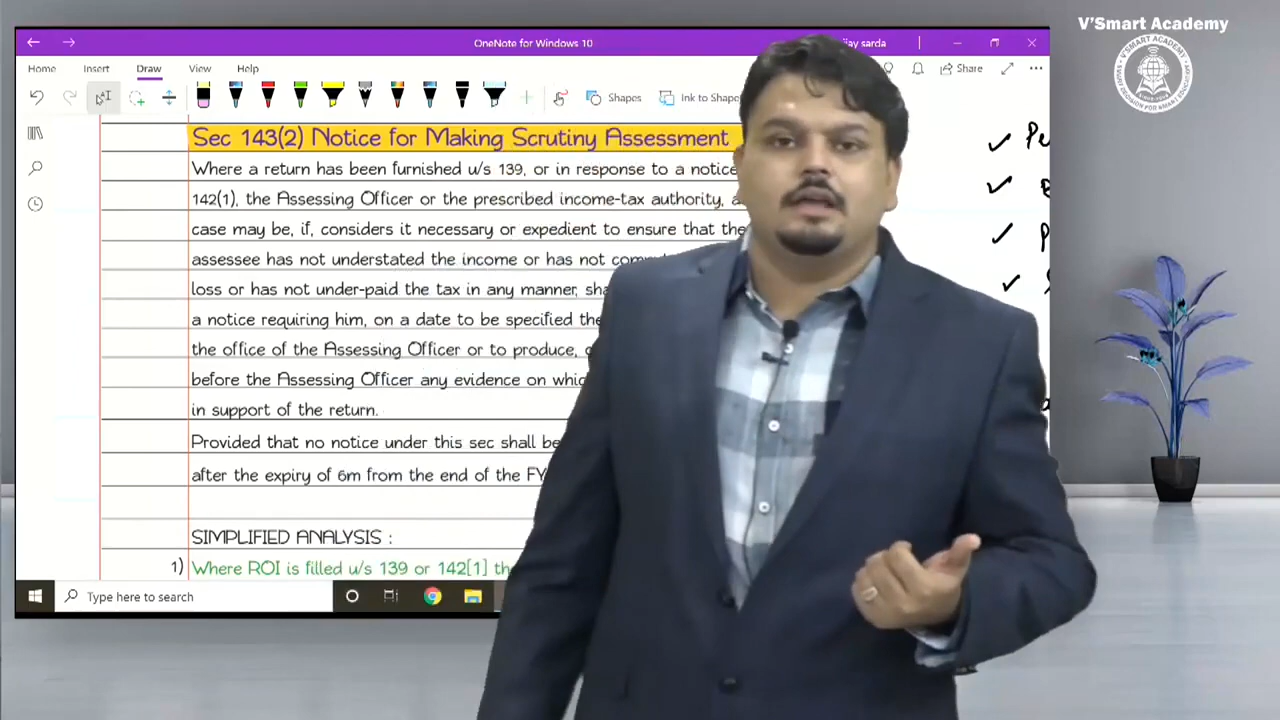 V'Smart Academy
OneNote for Windows 10
ijay sarda
Home Insert Draw View Help
Share
Shapes
Ink to Shape
Sec 143(2) Notice for Making Scrutiny Assessment
Where a return has been furnished u/s 139, or in response to a notice
142(1), the Assessing Officer or the prescribed income-tax authority, a
case may be, if, considers it necessary or expedient to ensure that the
assessee has not understated the income or has not com
loss or has not under-paid the tax in any manner, sha
a notice requiring him, on a date to be specified the
the office of the Assessing Officer or to produce,
before the Assessing Officer any evidence on whic
in support of the return.
Provided that no notice under this sec shall be
after the expiry of 6m from the end of the FY
SIMPLIFIED ANALYSIS :
1) Where ROI is filled u/s 139 or 142[1] the
Type here to search